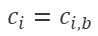 c_i = c_{i,b}